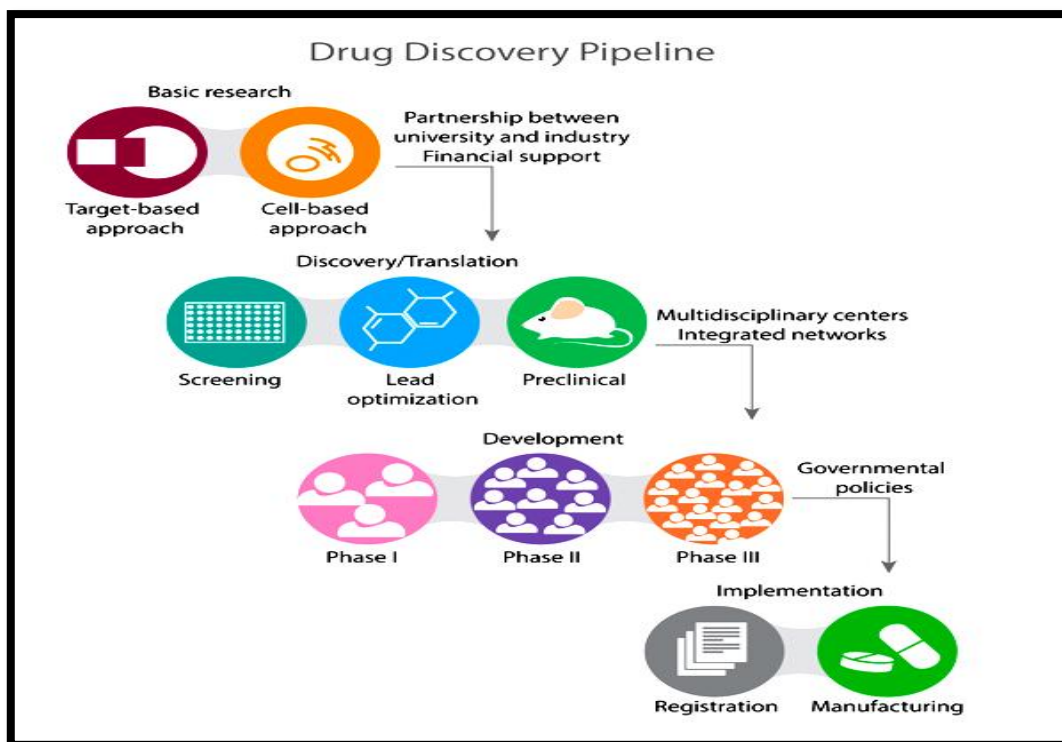 Drug Discovery Pipeline
Basic research
Partnership between
university and industry
Financial support
Target-based
approach
Cell-based
approach
Discovery/Translation
Multidisciplinary centers
Integrated networks
Screening
Lead
optimization
Preclinical
Development
Governmental
policies
Phase I
Phase II
Phase III
Implementation
Registration
Manufacturing